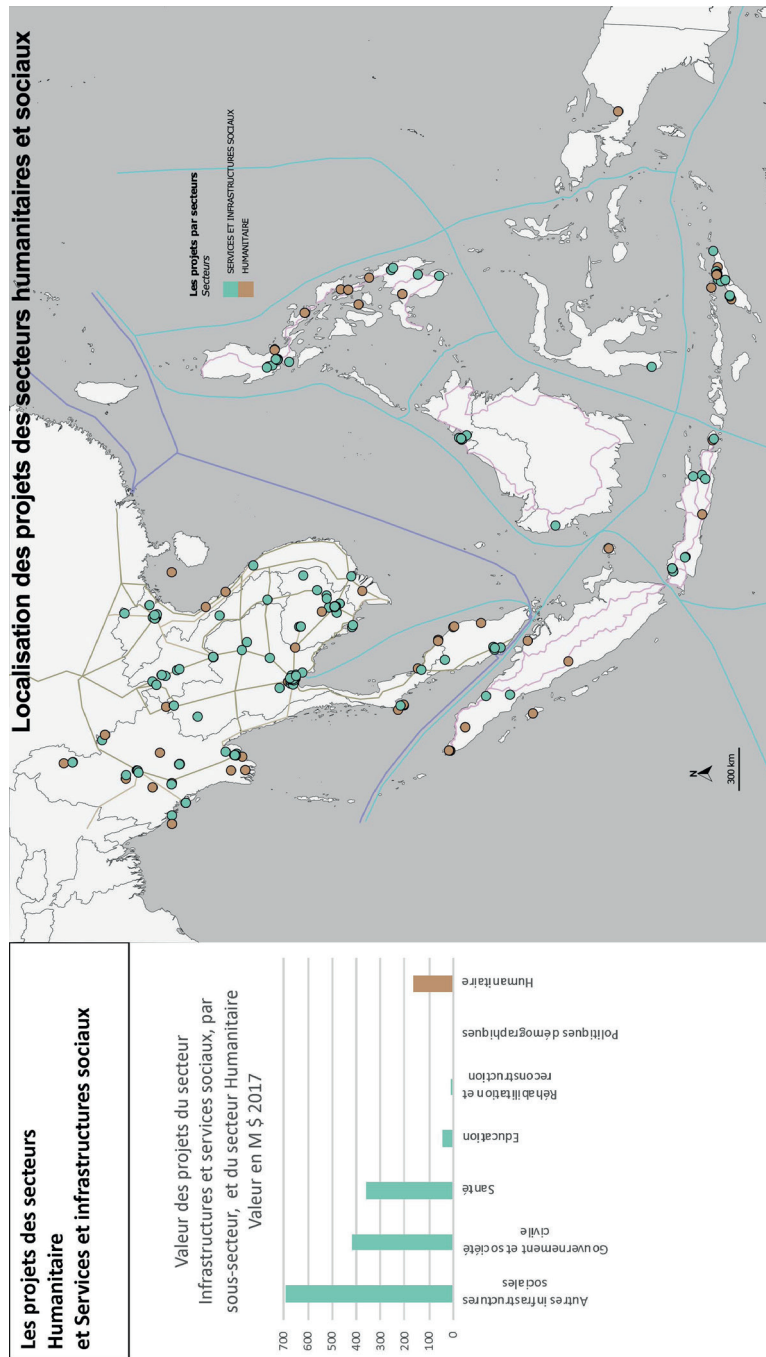 Les projets des secteurs
Humanitaire
et Services et infrastructures sociaux
Valeur des projets du secteur
Infrastructures et services sociaux, par
sous-secteur, et du secteur Humanitaire
Valeur en M $ 2017
700
600
500
400
300
200
100
0
Autres infrastructures
sociales
Gouvernement et société
civile
Santé
Education
Réhabilitation et
reconstruction
Politiques démographiques
Humanitaire
Localisation des projets des secteurs humanitaires et sociaux
Les projets par secteurs
Secteurs
SERVICES ET INFRASTRUCTURES SOCIAUX
HUMANITAIRE
N
300 km